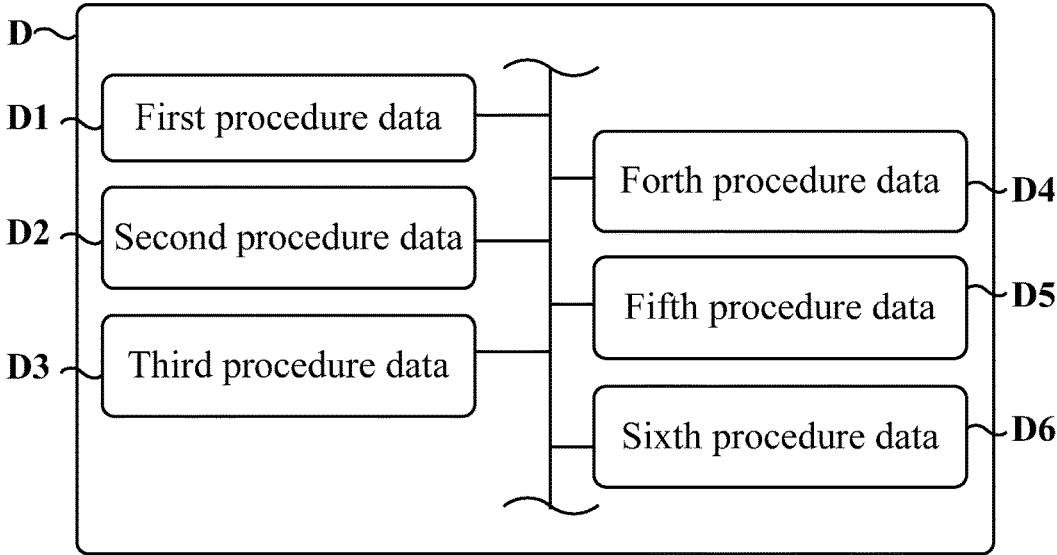 D
D1
First procedure data
D2
Second procedure data
D3
Third procedure data
Forth procedure data
D4
Fifth procedure data
D5
Sixth procedure data
D6